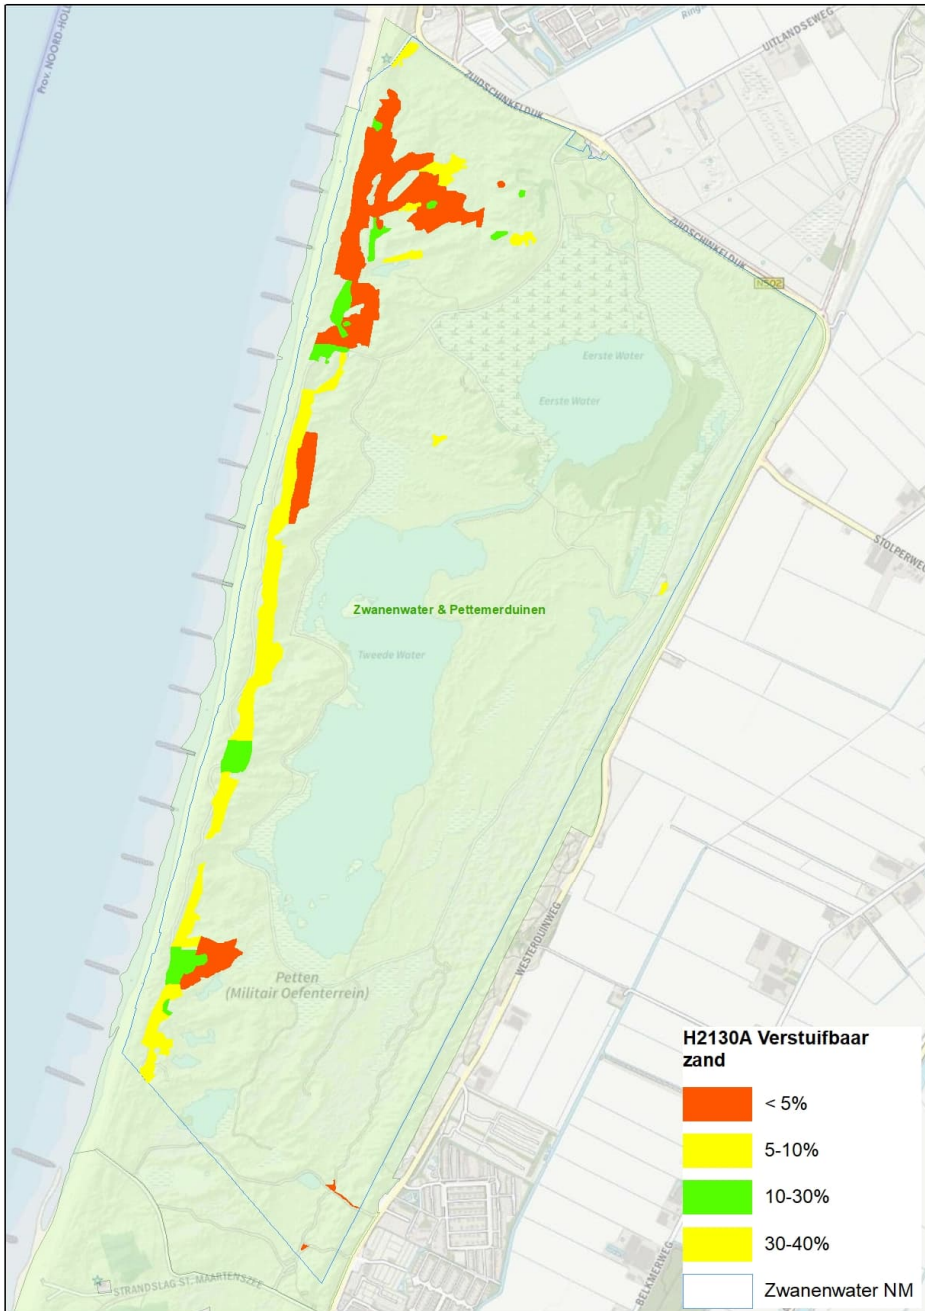 Prov. NOORD-HOL
Ringv
UITLANDSEWEG
ZUIDSCHINKELDIJK
ZUIDSCHINKELDIJK
N502
Eerste Water
Eerste Water
STOLPERWEG
Zwanenwater & Pettemerduinen
Tweede Water
WESTERDUINWEG
Petten
(Militair Oefenterrein)
H2130A Verstuifbaar
zand
< 5%
5-10%
10-30%
30-40%
Zwanenwater NM
BELKMERWEG
STRANDSLAG ST. MAARTENSZEE